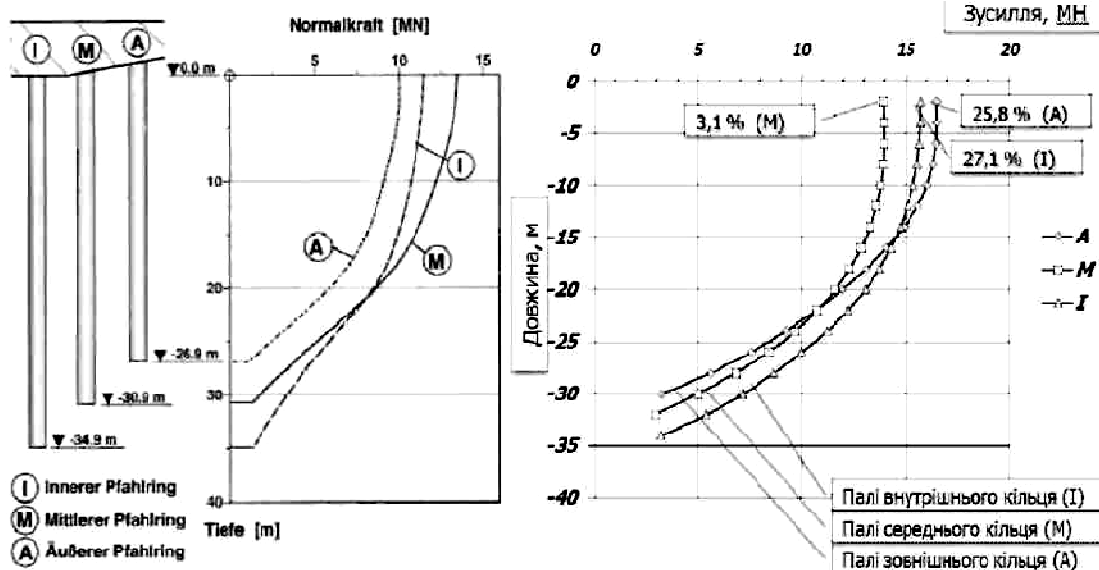 Normalkraft [MN]
I
M
A
0.0 m
5
10
15
I
10
A
M
20
-26.9 m
30
-30.9 m
-34.9 m
40
I Innerer Pfahlring
M Mittlerer Pfahlring
A Äußerer Pfahlring
Tiefe [m]
Зусилля, МН
0
5
10
15
20
0
3,1 % (М)
25,8 % (А)
-5
27,1 % (I)
-10
Довжина, м
-15
-20
-25
-30
-35
-40
A
M
I
Палі внутрішнього кільця (I)
Палі середнього кільця (М)
Палі зовнішнього кільця (А)